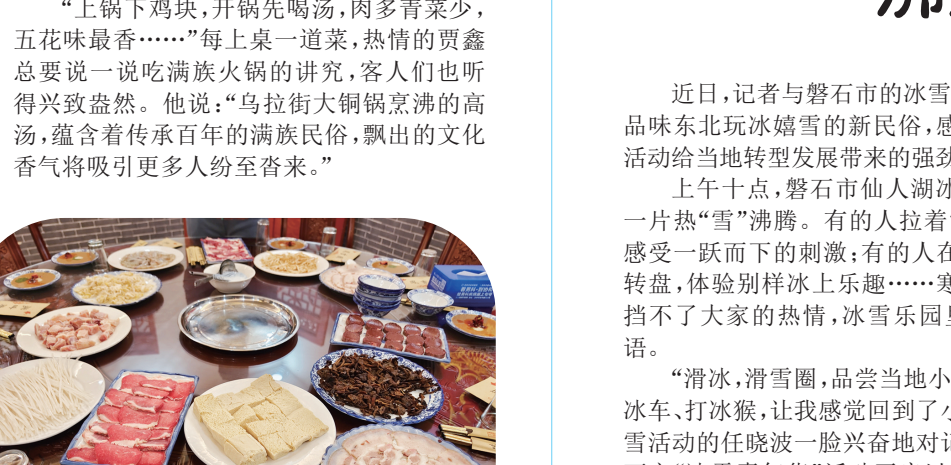 “上锅下鸡块，开锅先喝汤，肉多青菜少，
五花味最香……”每上桌一道菜，热情的贾鑫
总要说一说吃满族火锅的讲究，客人们也听
得兴致盎然。他说：“乌拉街大铜锅烹沸的高
汤，蕴含着传承百年的满族民俗，飘出的文化
香气将吸引更多人纷至沓来。”
近日，记者与磐石市的冰雪
品味东北玩冰嬉雪的新民俗，感
活动给当地转型发展带来的强劲
上午十点，磐石市仙人湖冰
一片热“雪”沸腾。有的人拉着
感受一跃而下的刺激；有的人在
转盘，体验别样冰上乐趣……寒
挡不了大家的热情，冰雪乐园
语。
“滑冰，滑雪圈，品尝当地小
冰车、打冰猴，让我感觉回到了小
雪活动的任晓波一脸兴奋地对